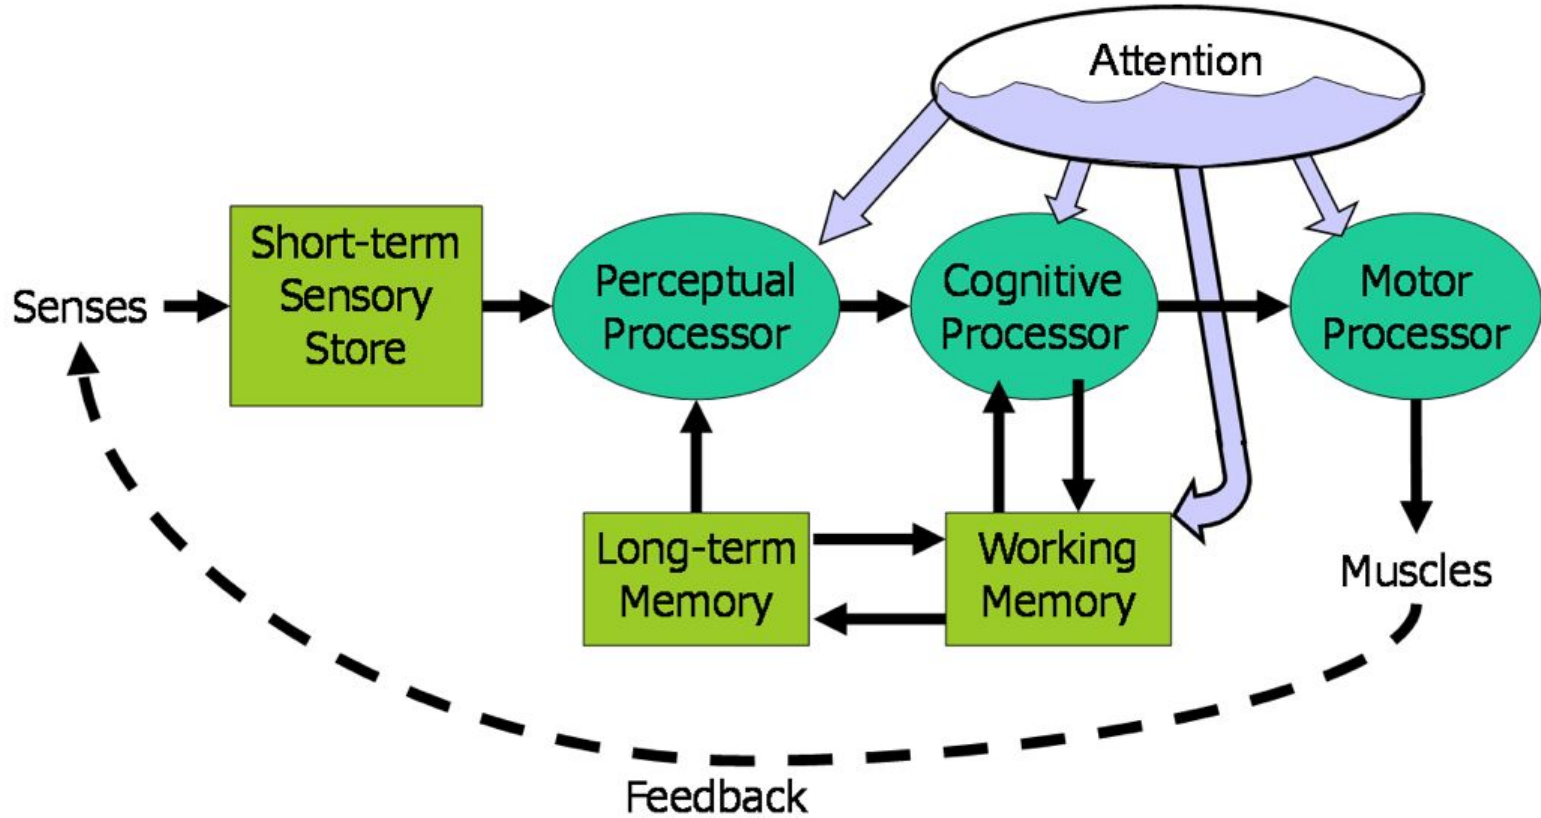 Attention
Senses
Short-term
Sensory
Store
Perceptual
Processor
Cognitive
Processor
Motor
Processor
Long-term
Memory
Working
Memory
Muscles
Feedback